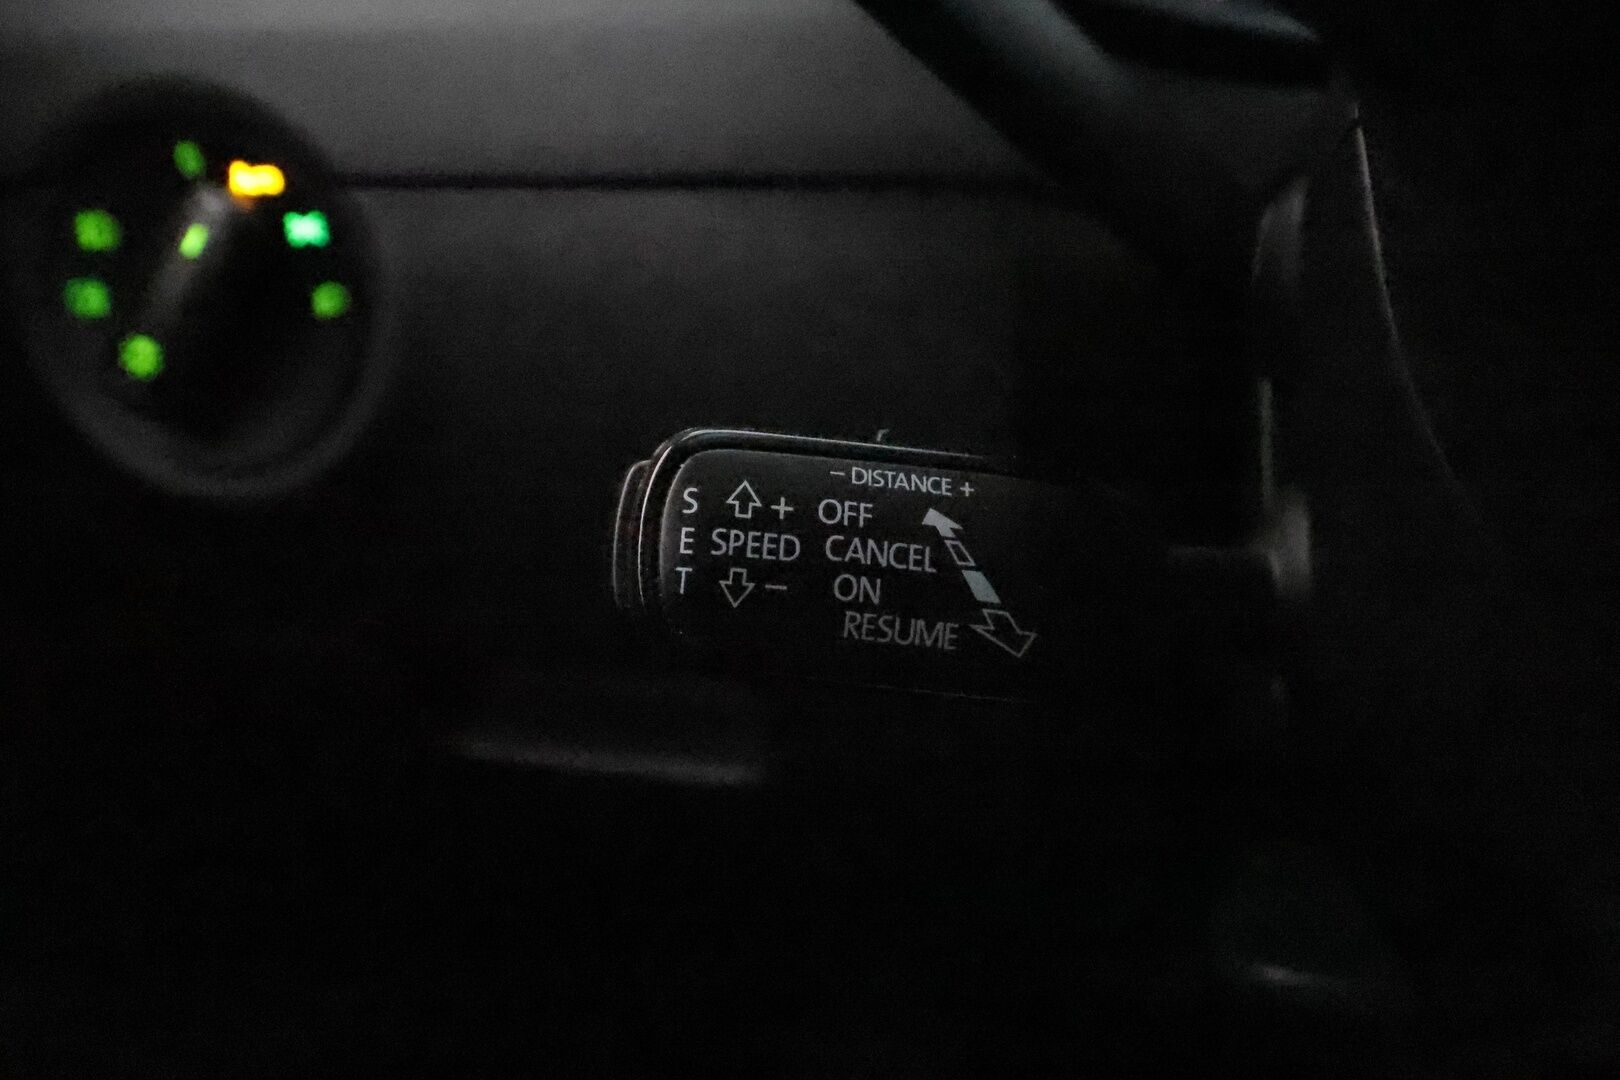 − DISTANCE +
S + OFF
E SPEED CANCEL
T − ON
RESUME